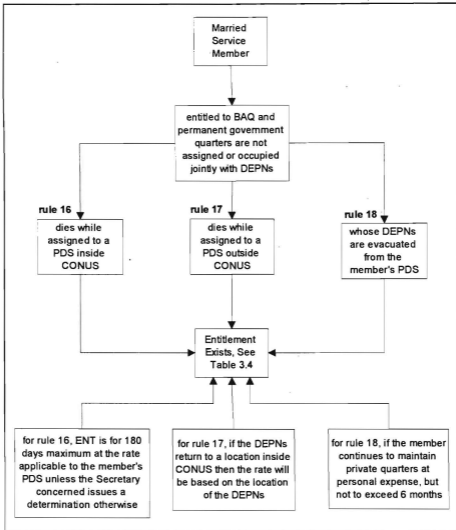 Married
Service
Member
entitled to BAQ and
permanent government
quarters are not
assigned or occupied
jointly with DEPNs
rule 16
dies while
assigned to a
PDS inside
CONUS
rule 17
dies while
assigned to a
PDS outside
CONUS
rule 18
whose DEPNs
are evacuated
from the
member's PDS
Entitlement
Exists, See
Table 3.4
for rule 16, ENT is for 180
days maximum at the rate
applicable to the member's
PDS unless the Secretary
concerned issues a
determination otherwise
for rule 17, if the DEPNs
return to a location inside
CONUS then the rate will
be based on the location
of the DEPNs
for rule 18, if the member
continues to maintain
private quarters at
personal expense, but
not to exceed 6 months